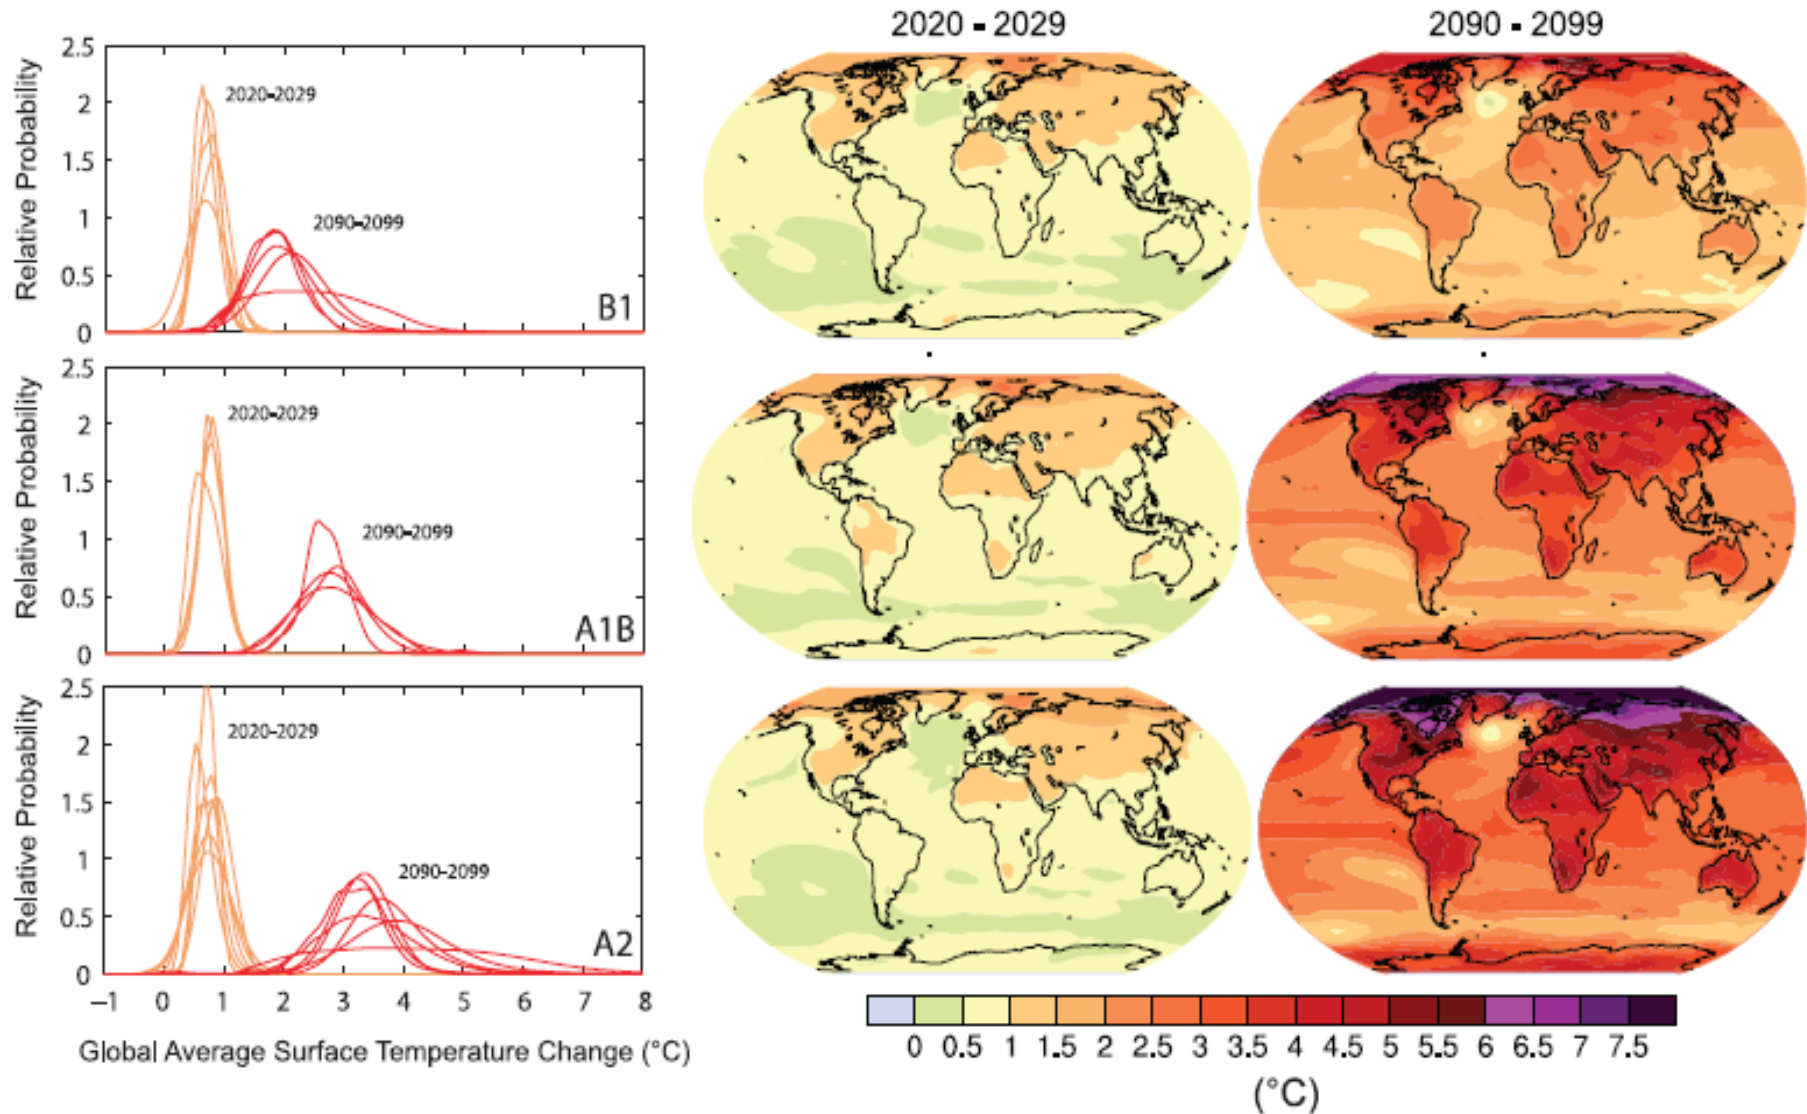 2020 - 2029
2090 - 2099
2.5
2
1.5
1
0.5
0
Relative Probability
2020-2029
2090-2099
B1
2.5
2
1.5
1
0.5
0
Relative Probability
2020-2029
2090-2099
A1B
2.5
2
1.5
1
0.5
0
Relative Probability
2020-2029
2090-2099
A2
−1 0 1 2 3 4 5 6 7 8
Global Average Surface Temperature Change (°C)
0 0.5 1 1.5 2 2.5 3 3.5 4 4.5 5 5.5 6 6.5 7 7.5
(°C)